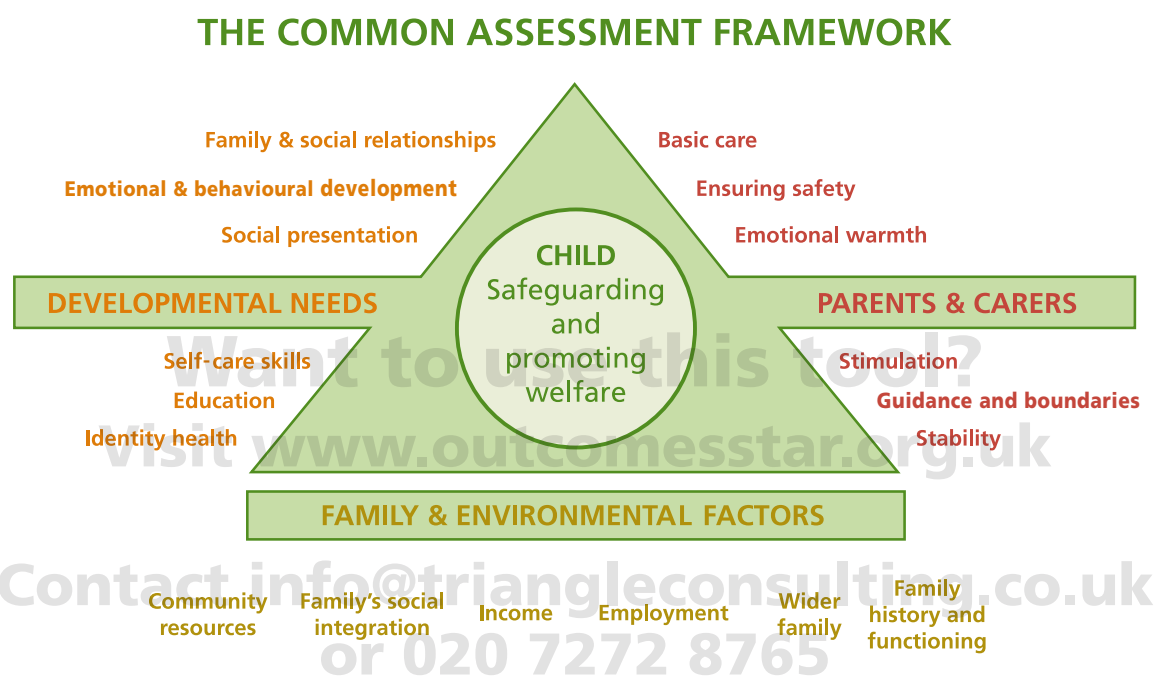 THE COMMON ASSESSMENT FRAMEWORK
Family & social relationships
Basic care
Emotional & behavioural development
Ensuring safety
Social presentation
Emotional warmth
CHILD
Safeguarding
and
promoting
welfare
DEVELOPMENTAL NEEDS
PARENTS & CARERS
Want to use this tool?
Self-care skills
Stimulation
Education
Guidance and boundaries
Identity health
Stability
Visit www.outcomesstar.org.uk
FAMILY & ENVIRONMENTAL FACTORS
Contact info@triangleconsulting.co.uk
Community
resources
Family's social
integration
Income
Employment
Wider
family
Family
history and
functioning
or 020 7272 8765